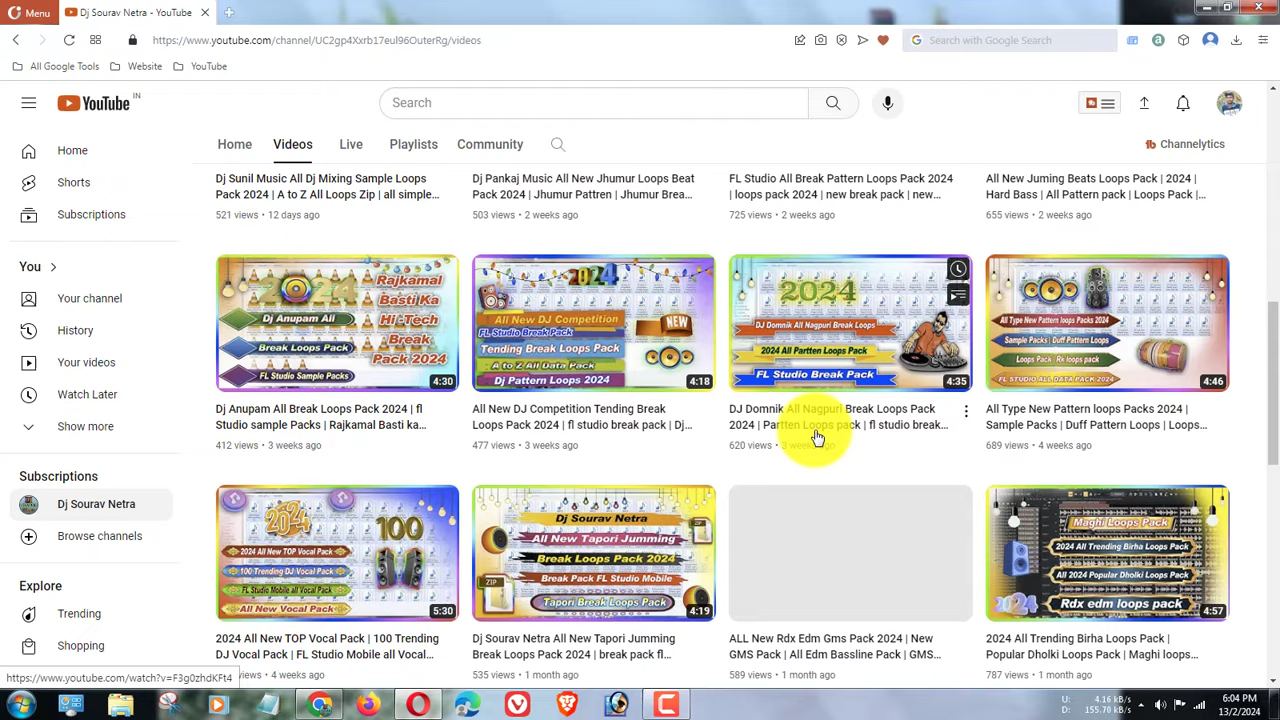 Menu
Dj Sourav Netra - YouTube
https://www.youtube.com/channel/UC2gp4Xxrb17eul96OuterRg/videos
Search with Google Search
All Google Tools
Website
YouTube
YouTube IN
Search
Home
Videos
Live
Playlists
Community
Channelytics
Home
Shorts
Subscriptions
You
Your channel
History
Your videos
Watch Later
Show more
Subscriptions
Dj Sourav Netra
Browse channels
Explore
Trending
Shopping
Dj Sunil Music All Dj Mixing Sample Loops
Pack 2024 | A to Z All Loops Zip | all simple...
521 views • 12 days ago
Dj Pankaj Music All New Jhumur Loops Beat
Pack 2024 | Jhumur Pattren | Jhumur Brea...
503 views • 2 weeks ago
FL Studio All Break Pattern Loops Pack 2024
| loops pack 2024 | new break pack | new...
725 views • 2 weeks ago
All New Juming Beats Loops Pack | 2024 |
Hard Bass | All Pattern pack | Loops Pack |...
655 views • 2 weeks ago
2024
Dj Anupam All
Break Loops Pack
FL Studio Sample Packs
Rajkamal
Basti Ka
Hi-Tech
Break
Pack 2024
4:30
Dj Anupam All Break Loops Pack 2024 | fl
Studio sample Packs | Rajkamal Basti ka...
412 views • 3 weeks ago
2024
All New DJ Competition
FL Studio Break Pack
Tending Break Loops Pack
A to Z All Data Pack
Dj Pattern Loops 2024
NEW
4:18
All New DJ Competition Tending Break
Loops Pack 2024 | fl studio break pack | Dj...
477 views • 3 weeks ago
2024
DJ Domnik All Nagpuri Break Loops
2024 All Partten Loops Pack
FL Studio Break Pack
4:35
DJ Domnik All Nagpuri Break Loops Pack
2024 | Partten Loops pack | fl studio break...
620 views • 3 weeks ago
2024
All Type New Pattern loops Packs 2024
Sample Packs | Duff Pattern Loops
Loops Pack - Rk loops pack
FL STUDIO ALL DATA PACK 2024
4:46
All Type New Pattern loops Packs 2024 |
Sample Packs | Duff Pattern Loops | Loops...
689 views • 4 weeks ago
2024
100
2024 All New TOP Vocal Pack
100 Trending DJ Vocal Pack
FL Studio Mobile all Vocal
All New Vocal Pack
5:30
2024 All New TOP Vocal Pack | 100 Trending
DJ Vocal Pack | FL Studio Mobile all Vocal...
4 weeks ago
Dj Sourav Netra
All New Tapori Jumming
Break Loops Pack 2024
Break Pack FL Studio Mobile
Tapori Break Loops Pack
ZIP
ZIP
4:19
Dj Sourav Netra All New Tapori Jumming
Break Loops Pack 2024 | break pack fl...
535 views • 1 month ago
ALL New Rdx Edm Gms Pack 2024 | New
GMS Pack | All Edm Bassline Pack | GMS...
589 views • 1 month ago
Maghi Loops Pack
2024 All Trending Birha Loops Pack
All 2024 Popular Dholki Loops Pack
2024
Rdx edm loops pack
4:57
2024 All Trending Birha Loops Pack |
Popular Dholki Loops Pack | Maghi loops...
787 views • 1 month ago
https://www.youtube.com/watch?v=F3g0zhdKFt4
U: 4.16 kB/s
D: 155.70 kB/s
6:04 PM
13/2/2024